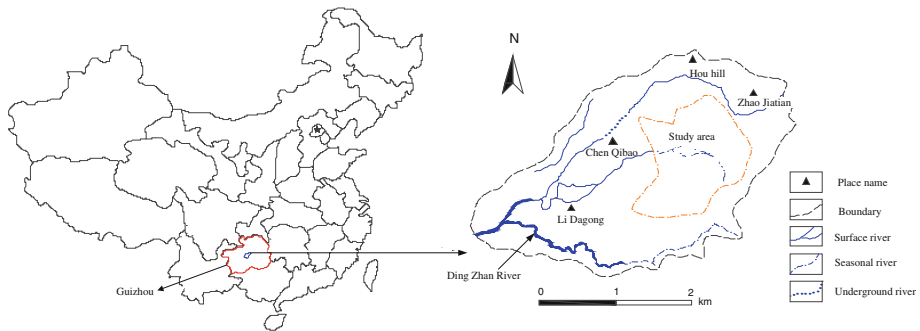 Guizhou
N
Hou hill
Zhao Jiatian
Study area
Chen Qibao
Li Dagong
Ding Zhan River
0 1 2
km
Place name
Boundary
Surface river
Seasonal river
Underground river